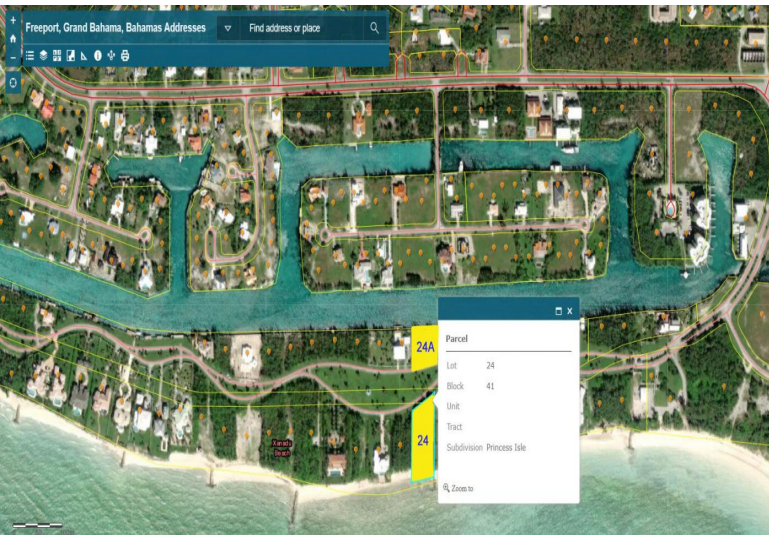 Freeport, Grand Bahama, Bahamas Addresses
Find address or place
24A
Parcel
Lot 24
Block 41
Unit
Tract
Subdivision Princess Isle
24
Xanadu
Beach
Zoom to